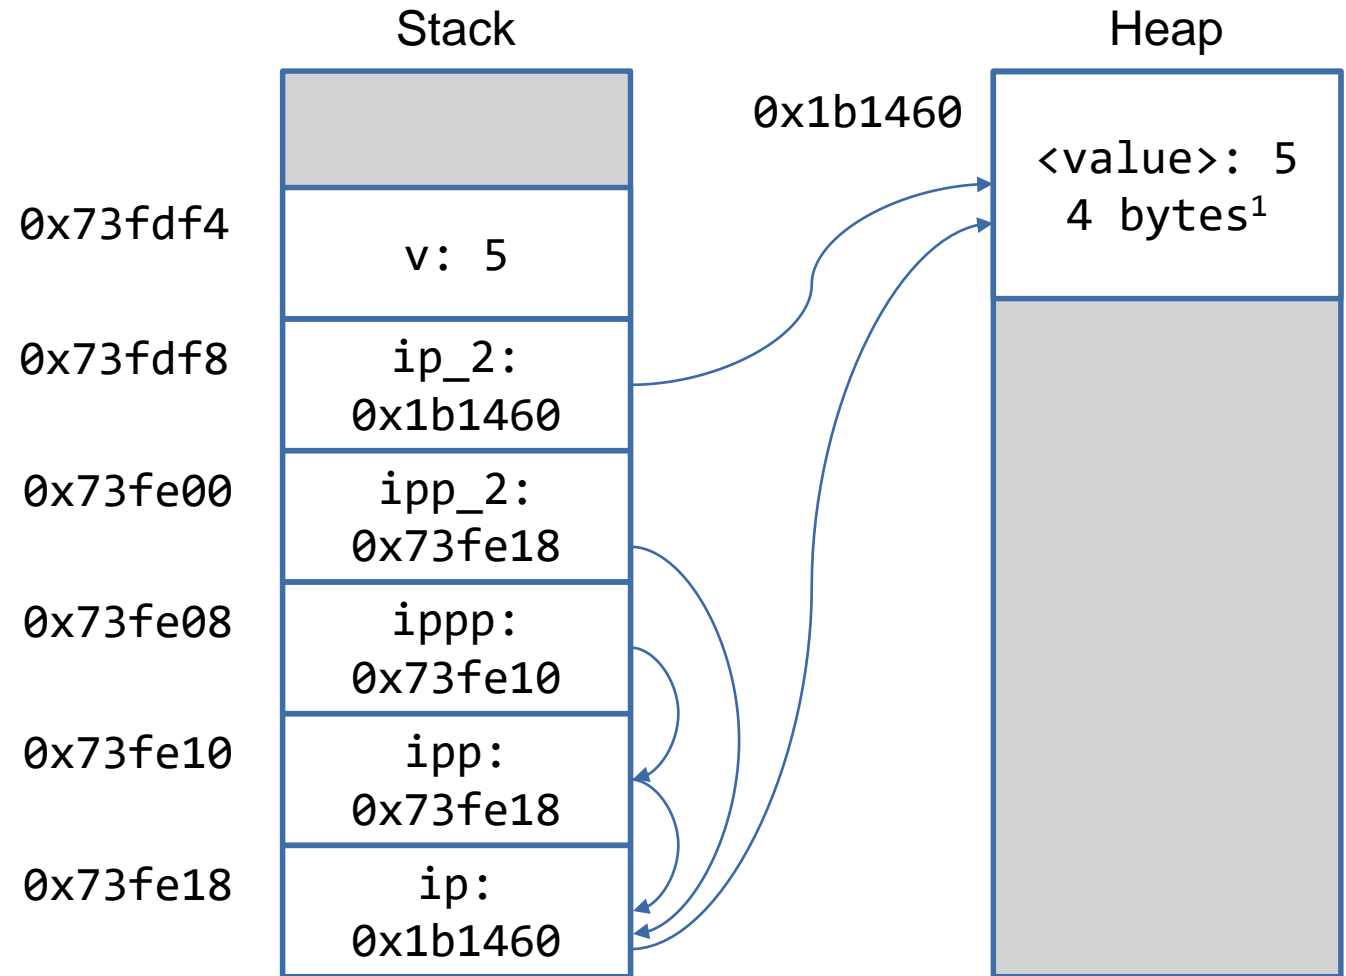 Stack
Heap
0x1b1460
<value>: 5
4 bytes¹
0x73fdf4
v: 5
0x73fdf8
ip_2:
0x1b1460
0x73fe00
ipp_2:
0x73fe18
0x73fe08
ippp:
0x73fe10
0x73fe10
ipp:
0x73fe18
0x73fe18
ip:
0x1b1460